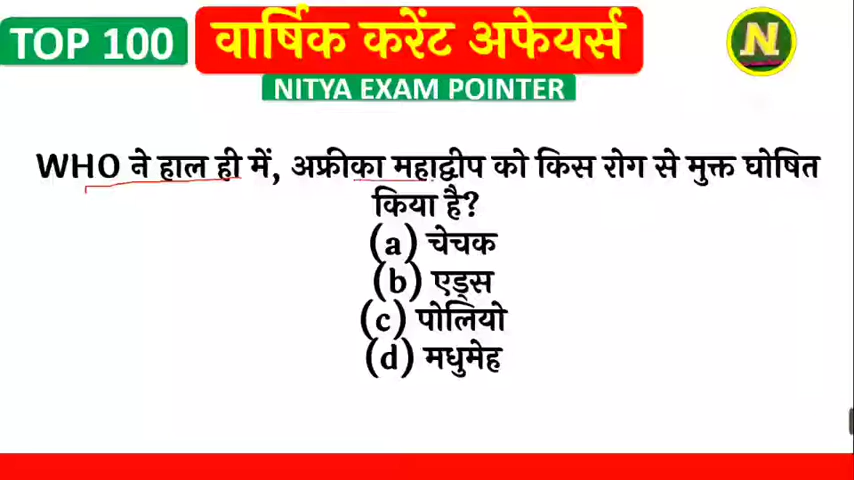 TOP 100
वार्षिक करेंट अफेयर्स
N
NITYA EXAM POINTER
WHO ने हाल ही में, अफ्रीका महाद्वीप को किस रोग से मुक्त घोषित
किया है?
(a) चेचक
(b) एड्स
(c) पोलियो
(d) मधुमेह